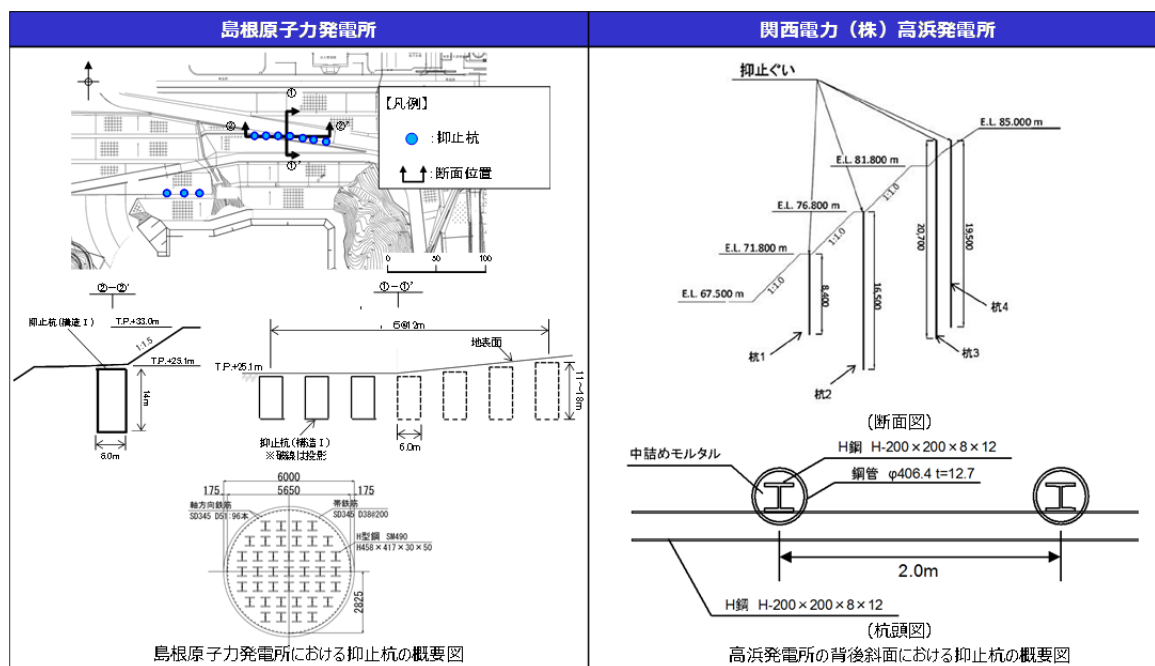 島根原子力発電所
①
②
②'
①'
【凡例】
:抑止杭
:断面位置
0 50 100
②-②'
抑止杭(構造Ⅰ)
T.P.+33.0m
1:1.5
T.P.+25.1m
14m
6.0m
①-①'
6@12m
地表面
T.P.+25.1m
11~18m
抑止杭(構造Ⅰ)
※破線は投影
6.0m
6000
175 5650 175
軸方向鉄筋
SD345 D51:96本
帯鉄筋
SD345 D38@200
H型鋼 SM490
H458×417×30×50
2825
島根原子力発電所における抑止杭の概要図
関西電力(株)高浜発電所
抑止ぐい
E.L. 85.000 m
E.L. 81.800 m
1:1.0
E.L. 76.800 m
1:1.0
E.L. 71.800 m
1:1.0
E.L. 67.500 m
8,400
16,500
20,700
19,500
杭1
杭2
杭3
杭4
(断面図)
中詰めモルタル
H鋼 H-200×200×8×12
鋼管 φ406.4 t=12.7
2.0m
H鋼 H-200×200×8×12
(杭頭図)
高浜発電所の背後斜面における抑止杭の概要図